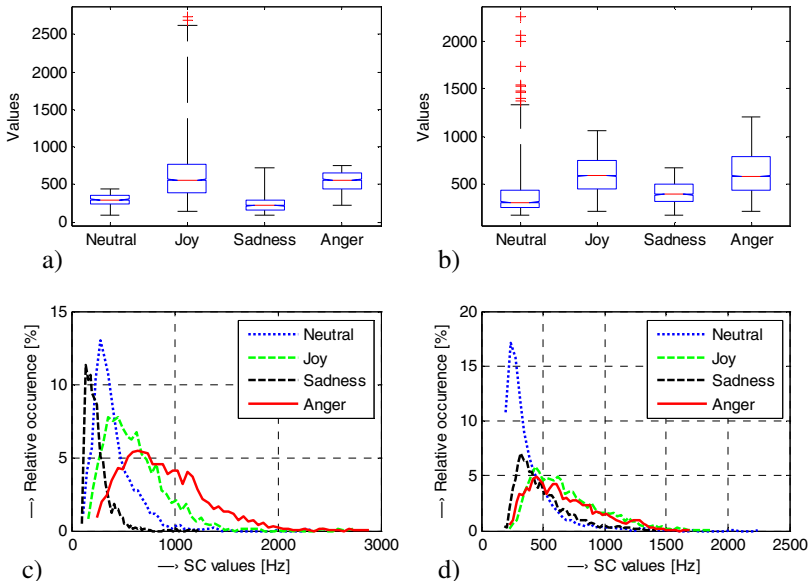 2500
2000
1500
1000
500
0
Values
Neutral Joy Sadness Anger
a)
2000
1500
1000
500
Values
Neutral Joy Sadness Anger
b)
15
10
5
0
—> Relative occurence [%]
Neutral
Joy
Sadness
Anger
0 1000 2000 3000
—> SC values [Hz]
c)
20
15
10
5
0
—> Relative occurence [%]
Neutral
Joy
Sadness
Anger
0 500 1000 1500 2000 2500
—> SC values [Hz]
d)